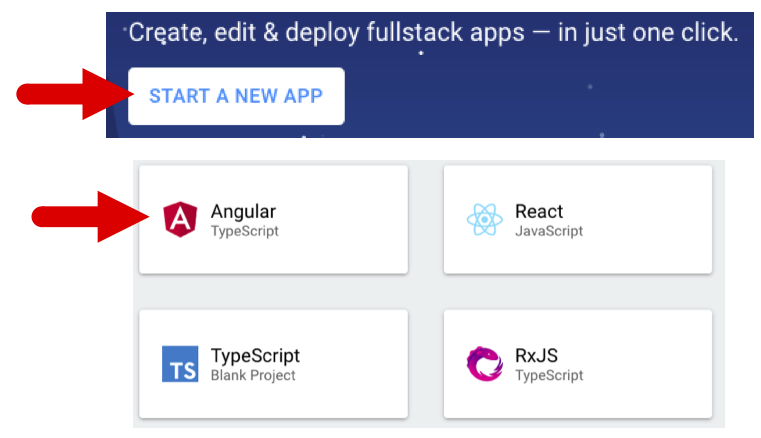 Create, edit & deploy fullstack apps — in just one click.
START A NEW APP
Angular
TypeScript
React
JavaScript
TS
TypeScript
Blank Project
RxJS
TypeScript